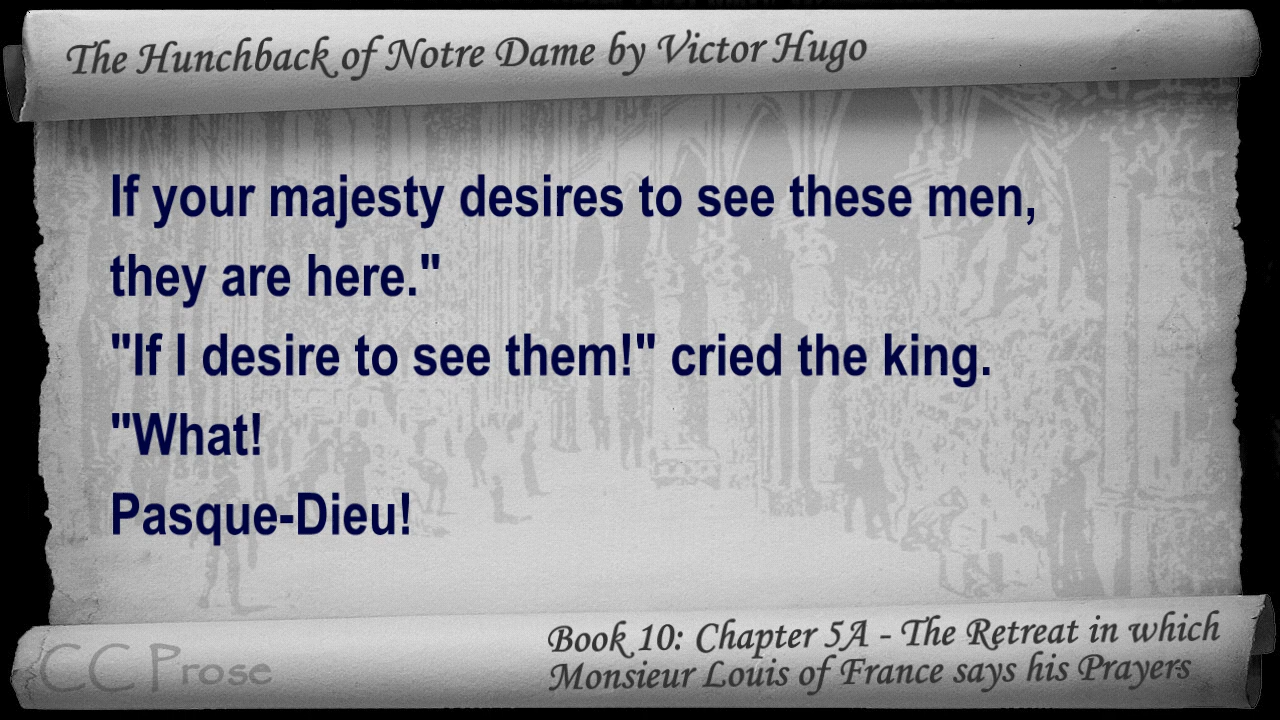 The Hunchback of Notre Dame by Victor Hugo
If your majesty desires to see these men,
they are here."
"If I desire to see them!" cried the king.
"What!
Pasque-Dieu!
CC Prose
Book 10: Chapter 5A - The Retreat in which
Monsieur Louis of France says his Prayers